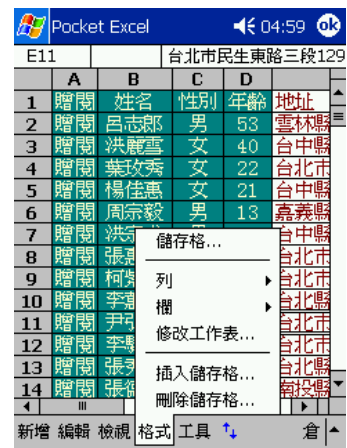 Pocket Excel 04:59 ok
E11 台北市民生東路三段129
A B C D
1 贈閱 姓名 性別 年齡 地址
2 贈閱 呂志郎 男 53 雲林縣
3 贈閱 洪麗雪 女 40 台中縣
4 贈閱 葉玫秀 女 22 台北市
5 贈閱 楊佳惠 女 21 台北市
6 贈閱 周宗毅 男 13 嘉義縣
7 贈閱 台中縣
8 贈閱 台北市
9 贈閱 台北市
10 贈閱 台北縣
11 贈閱 台北市
12 贈閱 台北市
13 贈閱 台北縣
14 贈閱 南投縣
儲存格...
列
欄
修改工作表...
插入儲存格...
刪除儲存格...
新增 編輯 檢視 格式 工具 倉